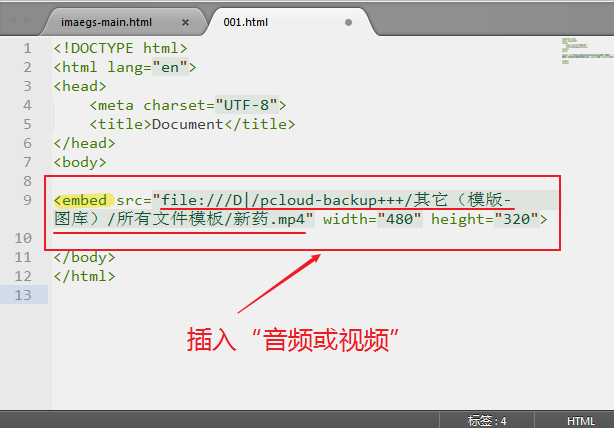 imaegs-main.html ×
001.html
1 <!DOCTYPE html>
2 <html lang="en">
3 <head>
4 <meta charset="UTF-8">
5 <title>Document</title>
6 </head>
7 <body>
8
9 <embed src="file:///D|/pcloud-backup+++/其它（模版-
图库）/所有文件模板/新药.mp4" width="480" height="320">
10
11 </body>
12 </html>
13
插入“音频或视频”
标签：4
HTML